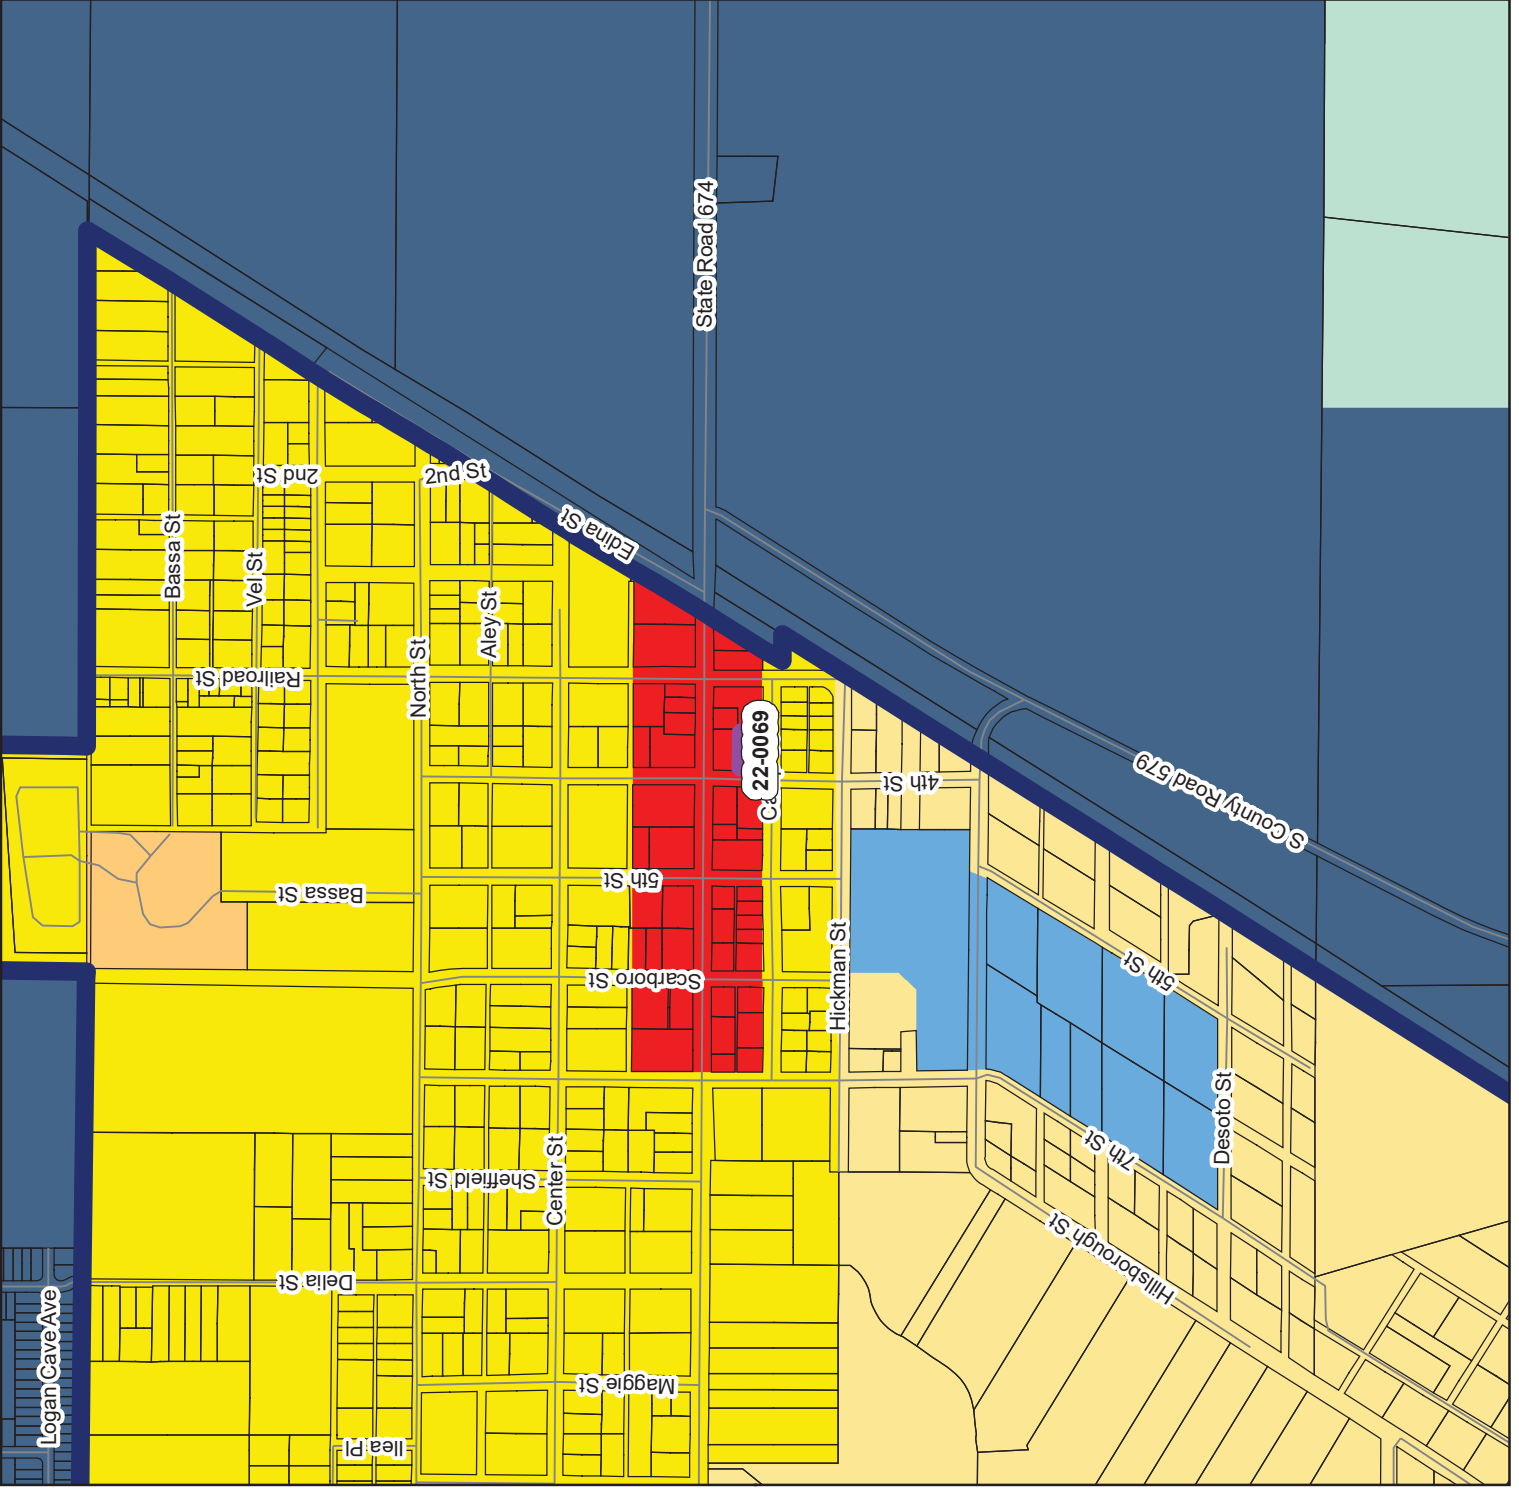 State Road 674
2nd St
2nd St
Edina St
Bassa St
Vel St
Aley St
North St
Railroad St
22-0069
4th St
S County Road 579
5th St
Bassa St
Scarboro St
Hickman St
5th St
Desoto St
7th St
Center St
Sheffield St
Hillsborough St
Delia St
Logan Cave Ave
Maggie St
Ilea Pl